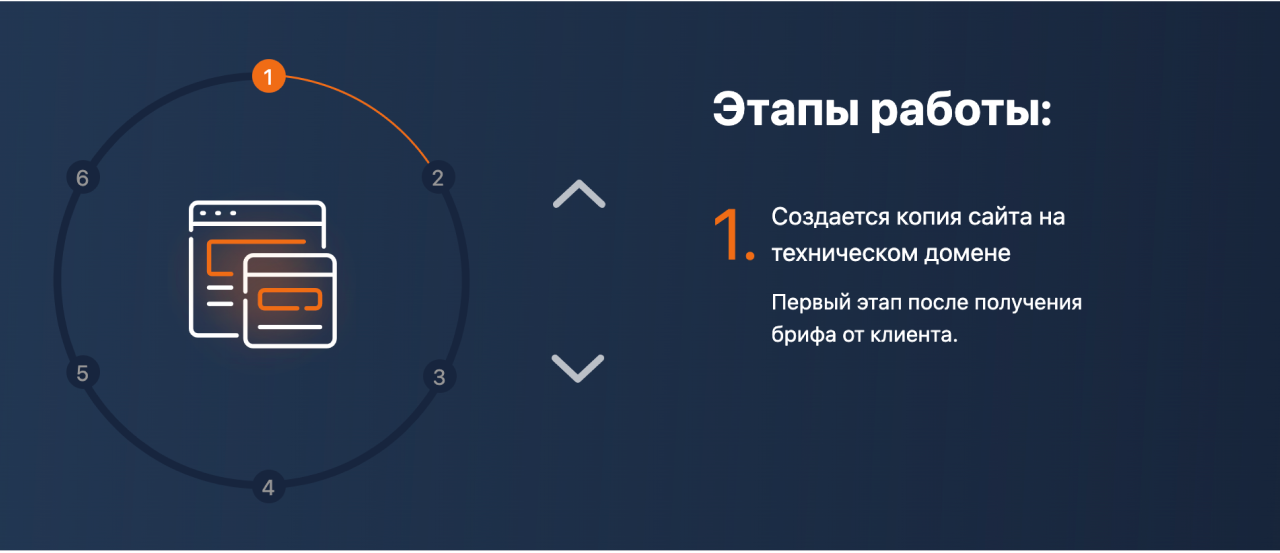 1
6
2
5
3
4
Этапы работы:
1.
Создается копия сайта на
техническом домене
Первый этап после получения
брифа от клиента.